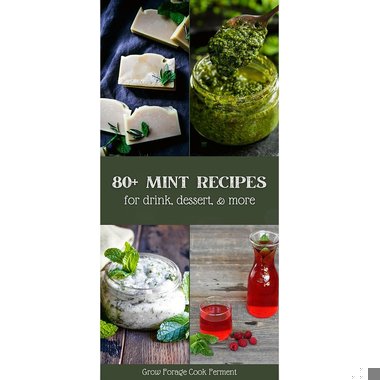 80+ MINT RECIPES
for drink, dessert, & more
Grow Forage Cook Ferment